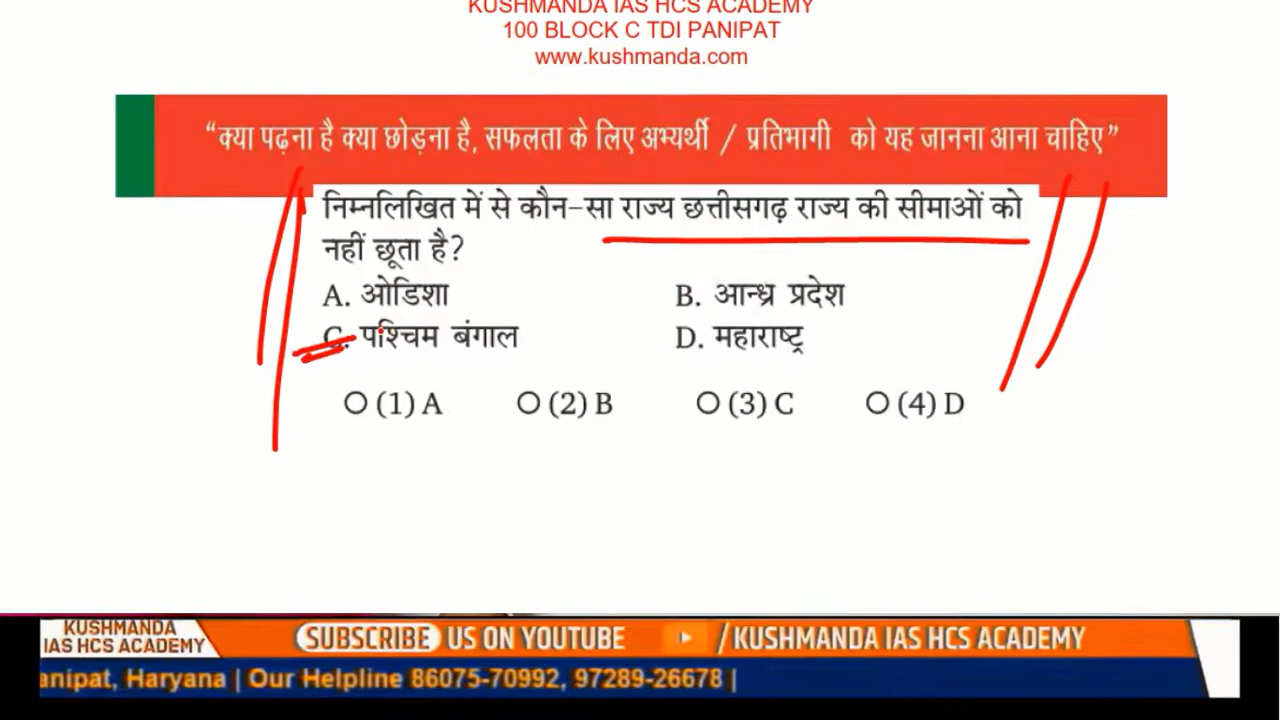 KUSHMANDA IAS HCS ACADEMY
100 BLOCK C TDI PANIPAT
www.kushmanda.com
“क्या पढ़ना है क्या छोड़ना है, सफलता के लिए अभ्यर्थी / प्रतिभागी को यह जानना आना चाहिए”
निम्नलिखित में से कौन-सा राज्य छत्तीसगढ़ राज्य की सीमाओं को
नहीं छूता है?
A. ओडिशा B. आन्ध्र प्रदेश
C. पश्चिम बंगाल D. महाराष्ट्र
(1) A (2) B (3) C (4) D
KUSHMANDA
IAS HCS ACADEMY
SUBSCRIBE US ON YOUTUBE /KUSHMANDA IAS HCS ACADEMY
anipat, Haryana | Our Helpline 86075-70992, 97289-26678 |